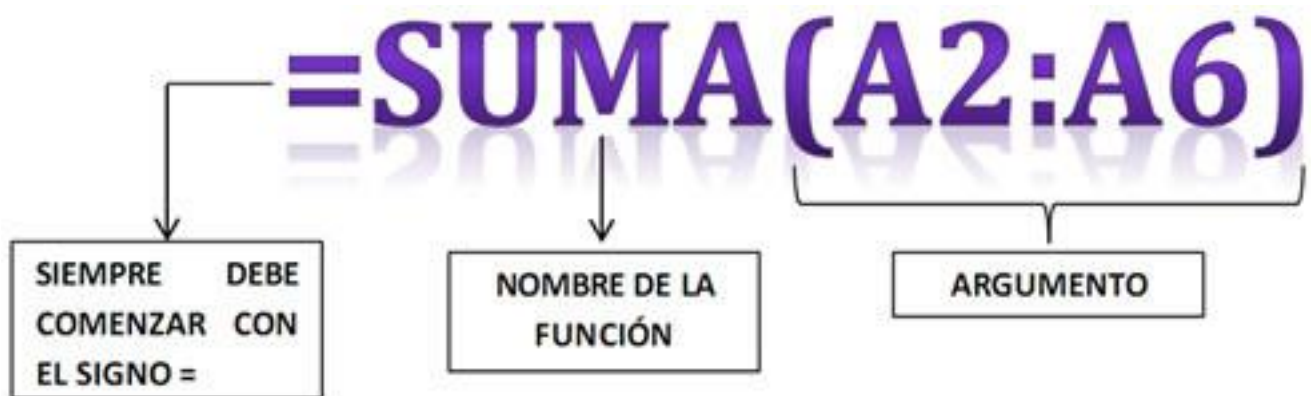 =SUMA(A2:A6)
SIEMPRE DEBE
COMENZAR CON
EL SIGNO =
NOMBRE DE LA
FUNCIÓN
ARGUMENTO